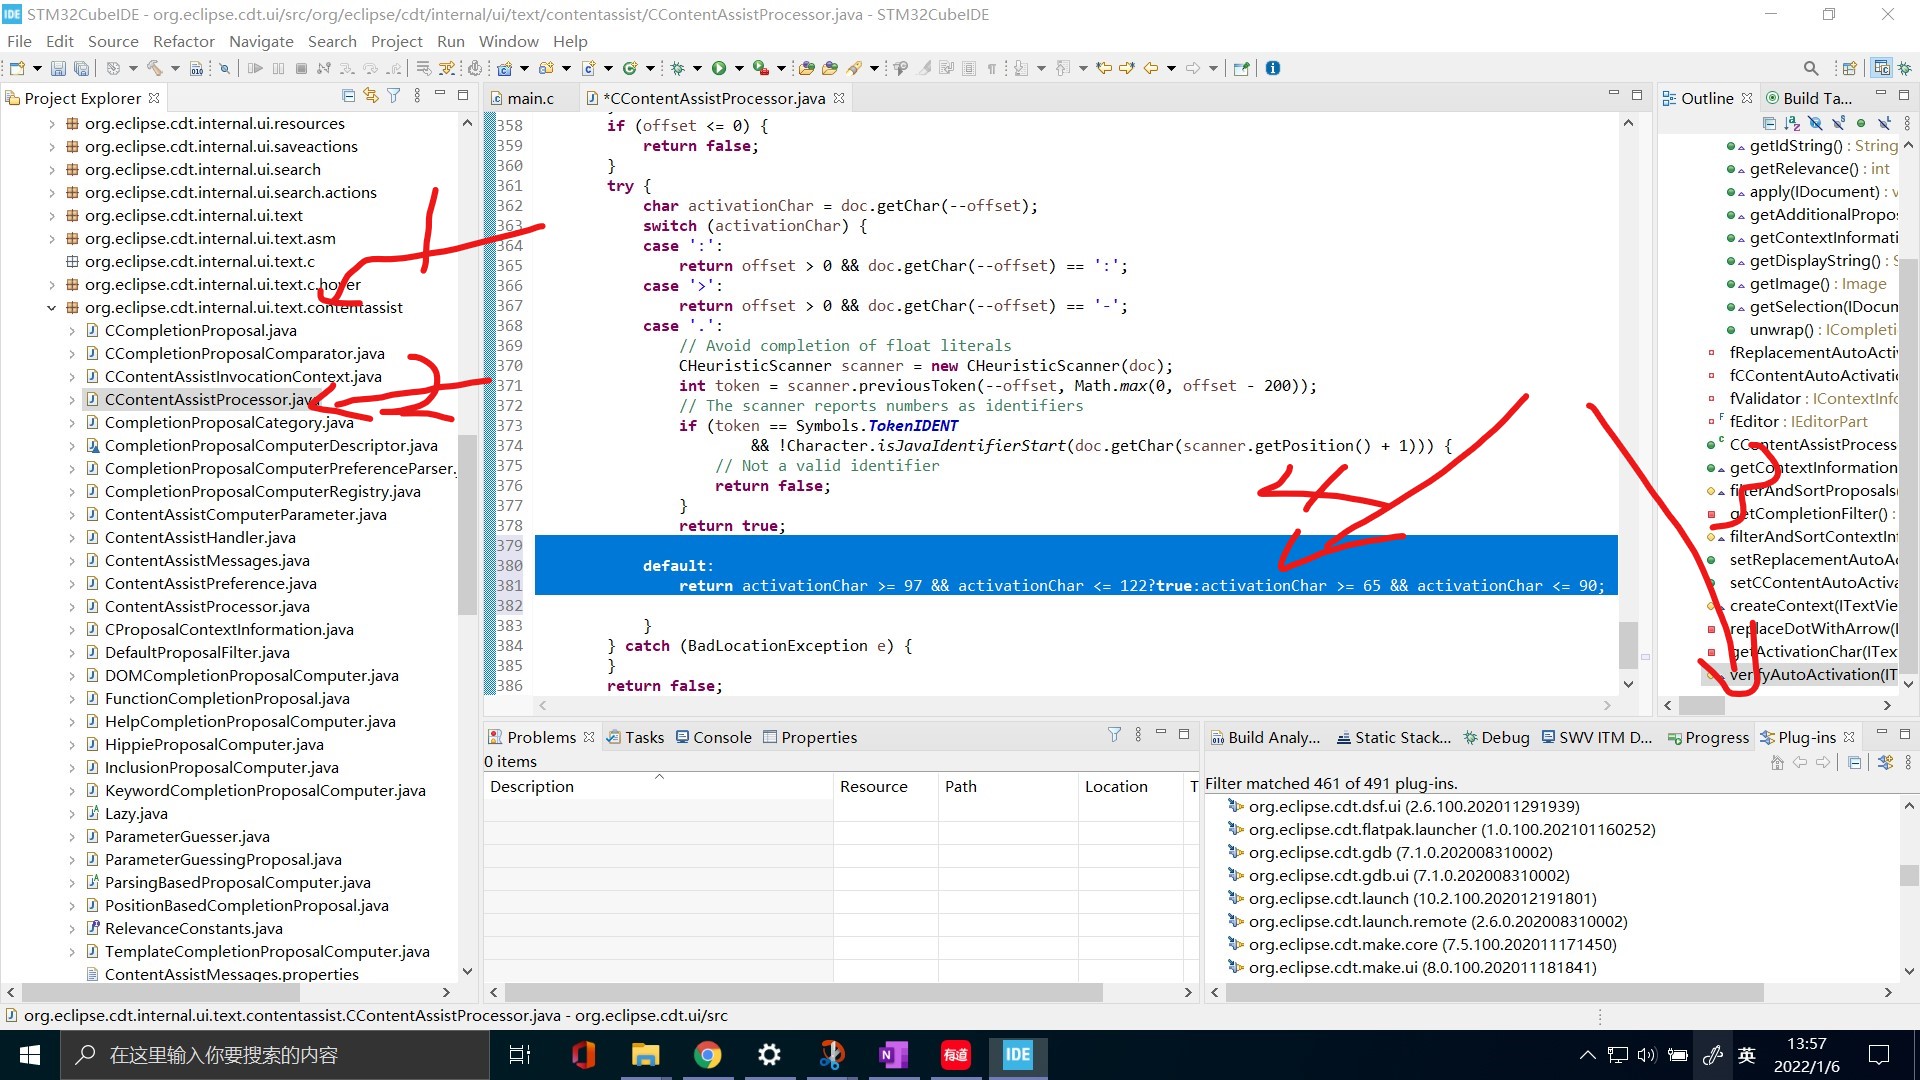 STM32CubeIDE - org.eclipse.cdt.ui/src/org/eclipse/cdt/internal/ui/text/contentassist/CContentAssistProcessor.java - STM32CubeIDE
File Edit Source Refactor Navigate Search Project Run Window Help
Project Explorer
org.eclipse.cdt.internal.ui.resources
org.eclipse.cdt.internal.ui.saveactions
org.eclipse.cdt.internal.ui.search
org.eclipse.cdt.internal.ui.search.actions
org.eclipse.cdt.internal.ui.text
org.eclipse.cdt.internal.ui.text.asm
org.eclipse.cdt.internal.ui.text.c
org.eclipse.cdt.internal.ui.text.c.hover
org.eclipse.cdt.internal.ui.text.contentassist
CCompletionProposal.java
CCompletionProposalComparator.java
CContentAssistInvocationContext.java
CContentAssistProcessor.java
CompletionProposalCategory.java
CompletionProposalComputerDescriptor.java
CompletionProposalComputerPreferenceParser.
CompletionProposalComputerRegistry.java
ContentAssistComputerParameter.java
ContentAssistHandler.java
ContentAssistMessages.java
ContentAssistPreference.java
ContentAssistProcessor.java
CProposalContextInformation.java
DefaultProposalFilter.java
DOMCompletionProposalComputer.java
FunctionCompletionProposal.java
HelpCompletionProposalComputer.java
HippieProposalComputer.java
InclusionProposalComputer.java
KeywordCompletionProposalComputer.java
Lazy.java
ParameterGuesser.java
ParameterGuessingProposal.java
ParsingBasedProposalComputer.java
PositionBasedCompletionProposal.java
RelevanceConstants.java
TemplateCompletionProposalComputer.java
ContentAssistMessages.properties
1
2
main.c *CContentAssistProcessor.java
358 if (offset <= 0) {
359 return false;
360 }
361 try {
362 char activationChar = doc.getChar(--offset);
363 switch (activationChar) {
364 case ':':
365 return offset > 0 && doc.getChar(--offset) == ':';
366 case '>':
367 return offset > 0 && doc.getChar(--offset) == '-';
368 case '.':
369 // Avoid completion of float literals
370 CHeuristicScanner scanner = new CHeuristicScanner(doc);
371 int token = scanner.previousToken(--offset, Math.max(0, offset - 200));
372 // The scanner reports numbers as identifiers
373 if (token == Symbols.TokenIDENT
374 && !Character.isJavaIdentifierStart(doc.getChar(scanner.getPosition() + 1))) {
375 // Not a valid identifier
376 return false;
377 }
378 return true;
379
380 default:
381 return activationChar >= 97 && activationChar <= 122?true:activationChar >= 65 && activationChar <= 90;
382
383 }
384 } catch (BadLocationException e) {
385 }
386 return false;
4
3
Outline Build Ta...
getIdString() : String
getRelevance() : int
apply(IDocument) : v
getAdditionalPropos
getContextInformati
getDisplayString() : S
getImage() : Image
getSelection(IDocum
unwrap() : ICompleti
fReplacementAutoActi
fCContentAutoActivatio
fValidator : IContextInfo
fEditor : IEditorPart
CContentAssistProcess
getContextInformation
filterAndSortProposals(
getCompletionFilter() :
filterAndSortContextInf
setReplacementAutoAc
setCContentAutoActiva
createContext(ITextVie
replaceDotWithArrow(I
getActivationChar(ITex
verifyAutoActivation(IT
Problems Tasks Console Properties
0 items
Description Resource Path Location T
Build Analy... Static Stack... Debug SWV ITM D... Progress Plug-ins
Filter matched 461 of 491 plug-ins.
org.eclipse.cdt.dsf.ui (2.6.100.202011291939)
org.eclipse.cdt.flatpak.launcher (1.0.100.202101160252)
org.eclipse.cdt.gdb (7.1.0.202008310002)
org.eclipse.cdt.gdb.ui (7.1.0.202008310002)
org.eclipse.cdt.launch (10.2.100.202012191801)
org.eclipse.cdt.launch.remote (2.6.0.202008310002)
org.eclipse.cdt.make.core (7.5.100.202011171450)
org.eclipse.cdt.make.ui (8.0.100.202011181841)
org.eclipse.cdt.internal.ui.text.contentassist.CContentAssistProcessor.java - org.eclipse.cdt.ui/src
在这里输入你要搜索的内容
有道
IDE
英
13:57
2022/1/6